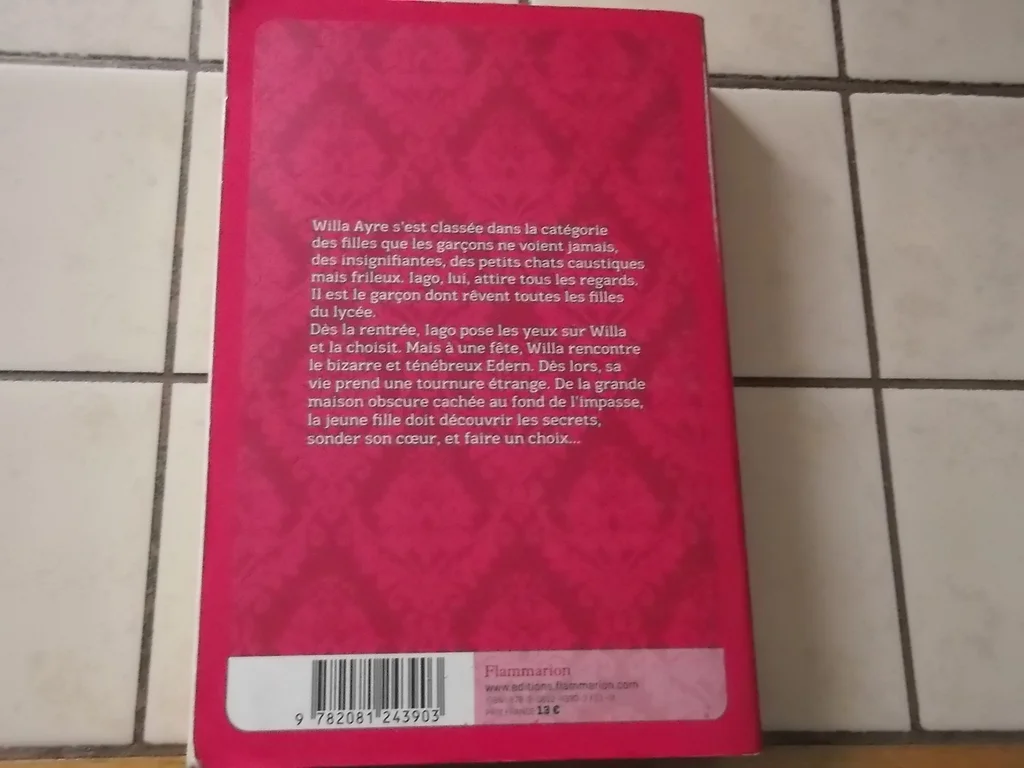 Willa Ayre s'est classée dans la catégorie
des filles que les garçons ne voient jamais,
des insignifiantes, des petits chats caustiques
mais frileux. Iago, lui, attire tous les regards.
Il est le garçon dont rêvent toutes les filles
du lycée.
Dès la rentrée, Iago pose les yeux sur Willa
et la choisit. Mais à une fête, Willa rencontre
le bizarre et ténébreux Edern. Dès lors, sa
vie prend une tournure étrange. De la grande
maison obscure cachée au fond de l'impasse,
la jeune fille doit découvrir les secrets,
sonder son cœur, et faire un choix...
Flammarion
www.editions.flammarion.com
PRIX FRANCE 13 €
9 782081 243903